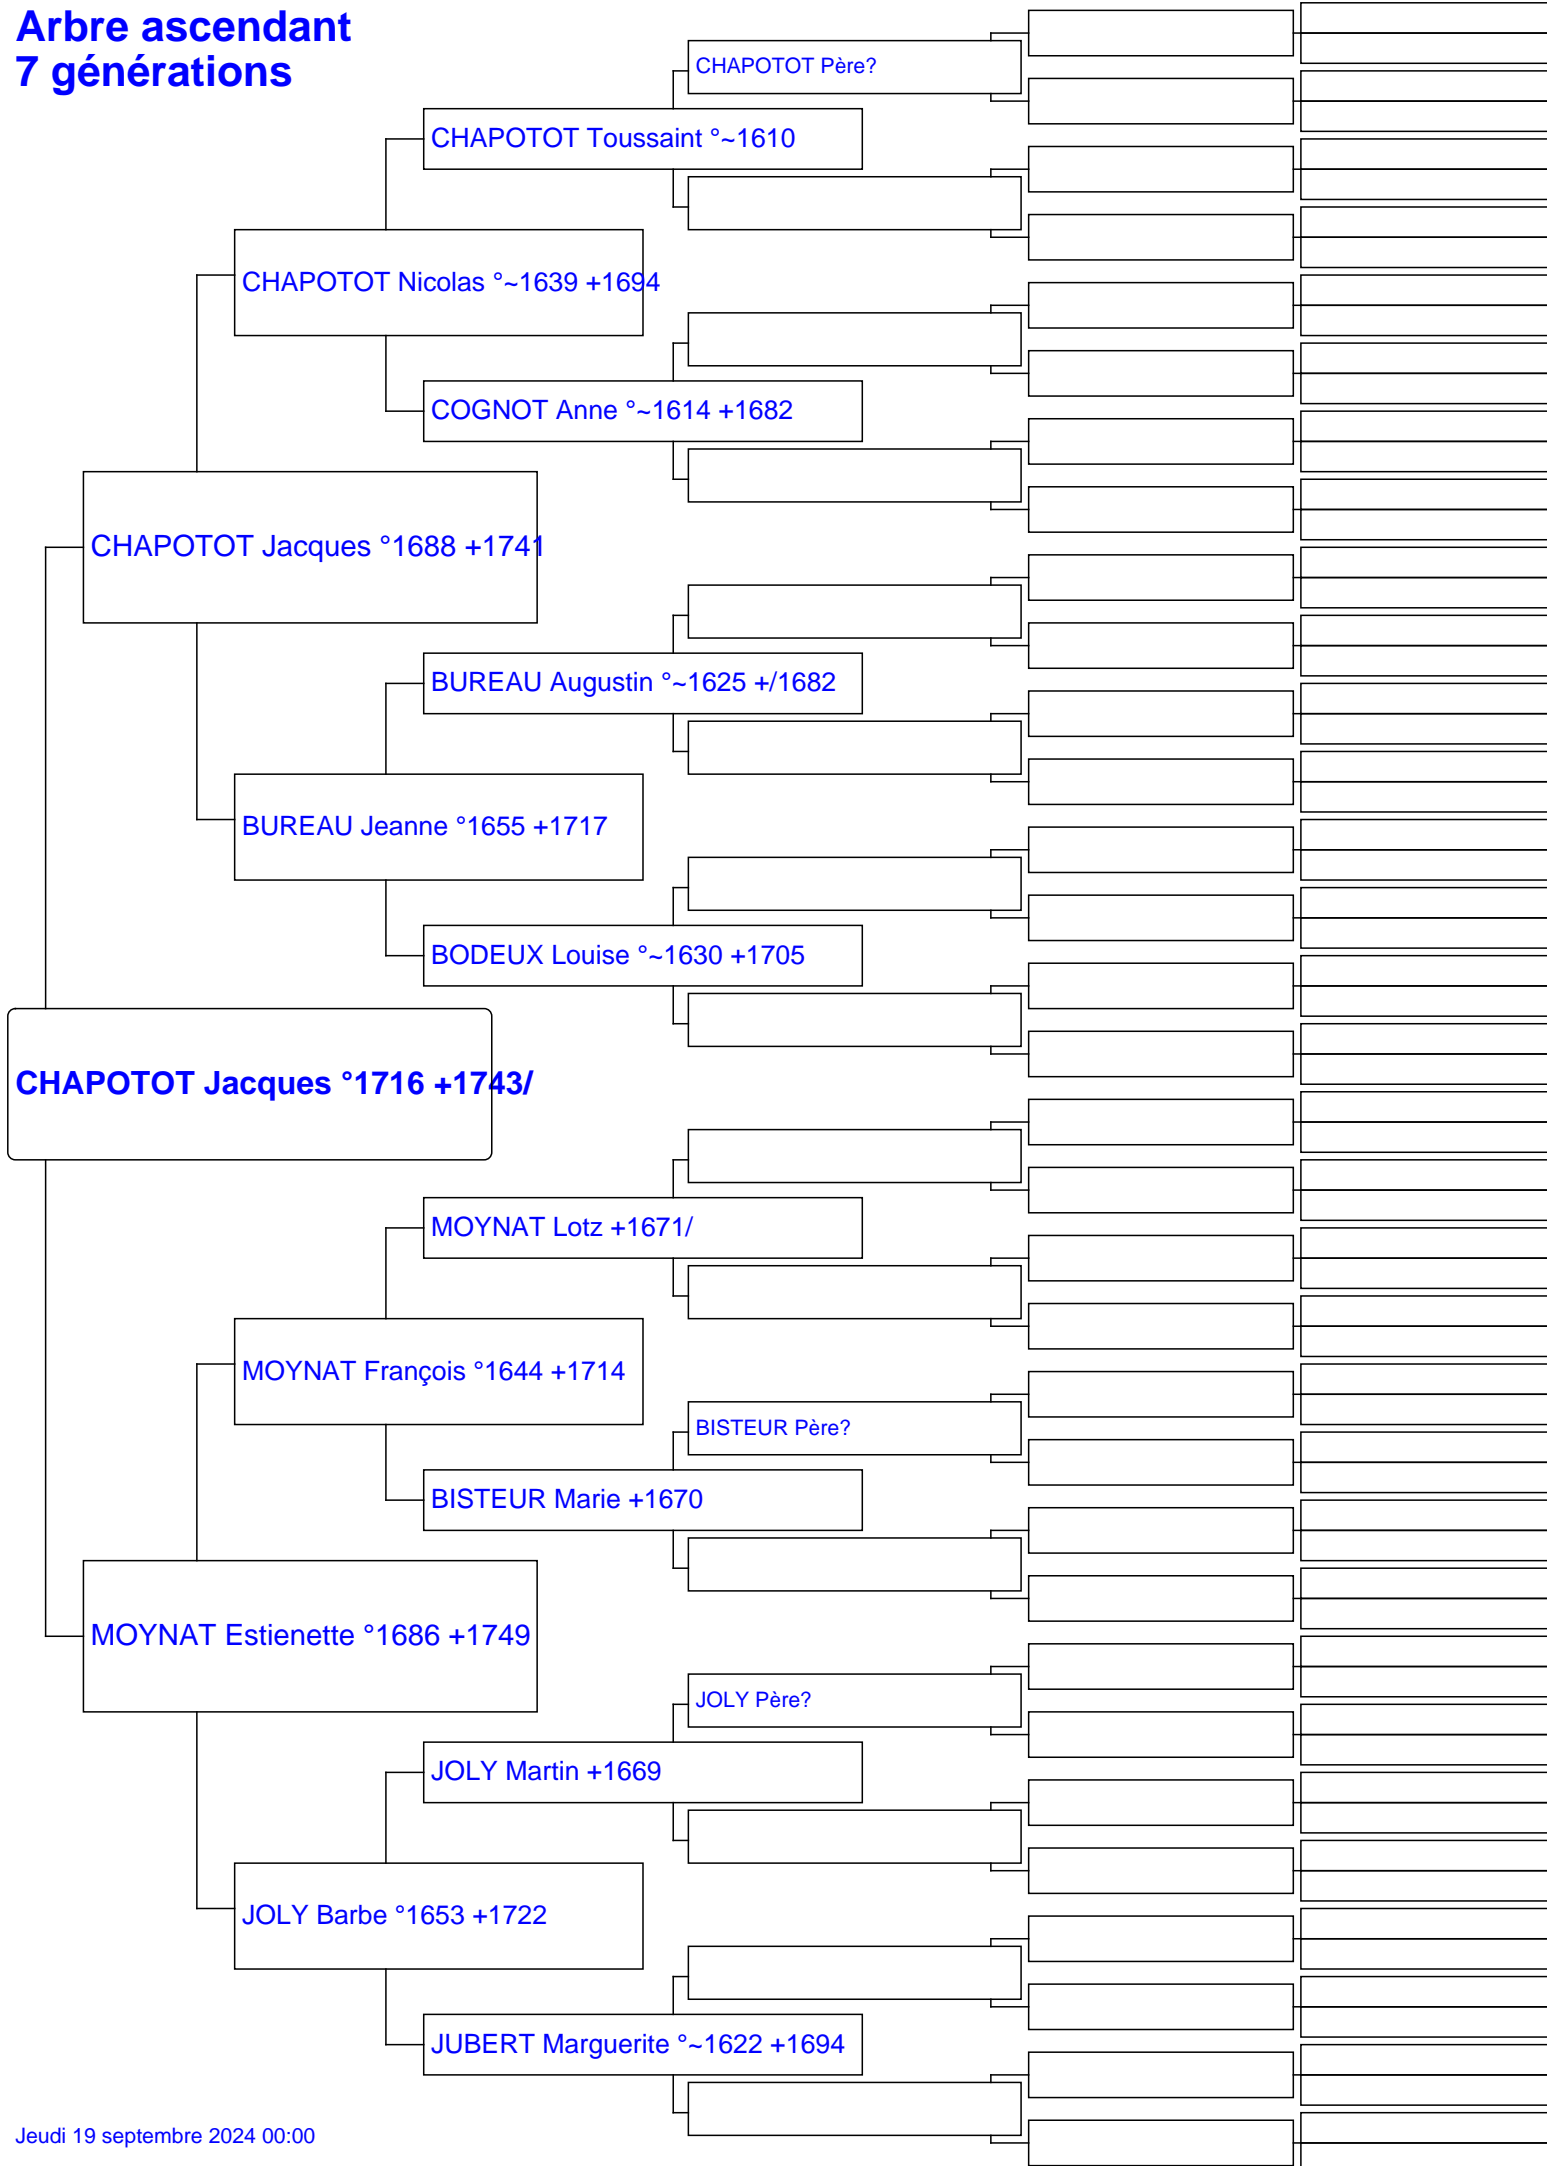 Arbre ascendant
7 générations
CHAPOTOT Père?
CHAPOTOT Toussaint °~1610
CHAPOTOT Nicolas °~1639 +1694
COGNOT Anne °~1614 +1682
CHAPOTOT Jacques °1688 +1741
BUREAU Augustin °~1625 +/1682
BUREAU Jeanne °1655 +1717
BODEUX Louise °~1630 +1705
CHAPOTOT Jacques °1716 +1743/
MOYNAT Lotz +1671/
MOYNAT François °1644 +1714
BISTEUR Père?
BISTEUR Marie +1670
MOYNAT Estienette °1686 +1749
JOLY Père?
JOLY Martin +1669
JOLY Barbe °1653 +1722
JUBERT Marguerite °~1622 +1694
Jeudi 19 septembre 2024 00:00